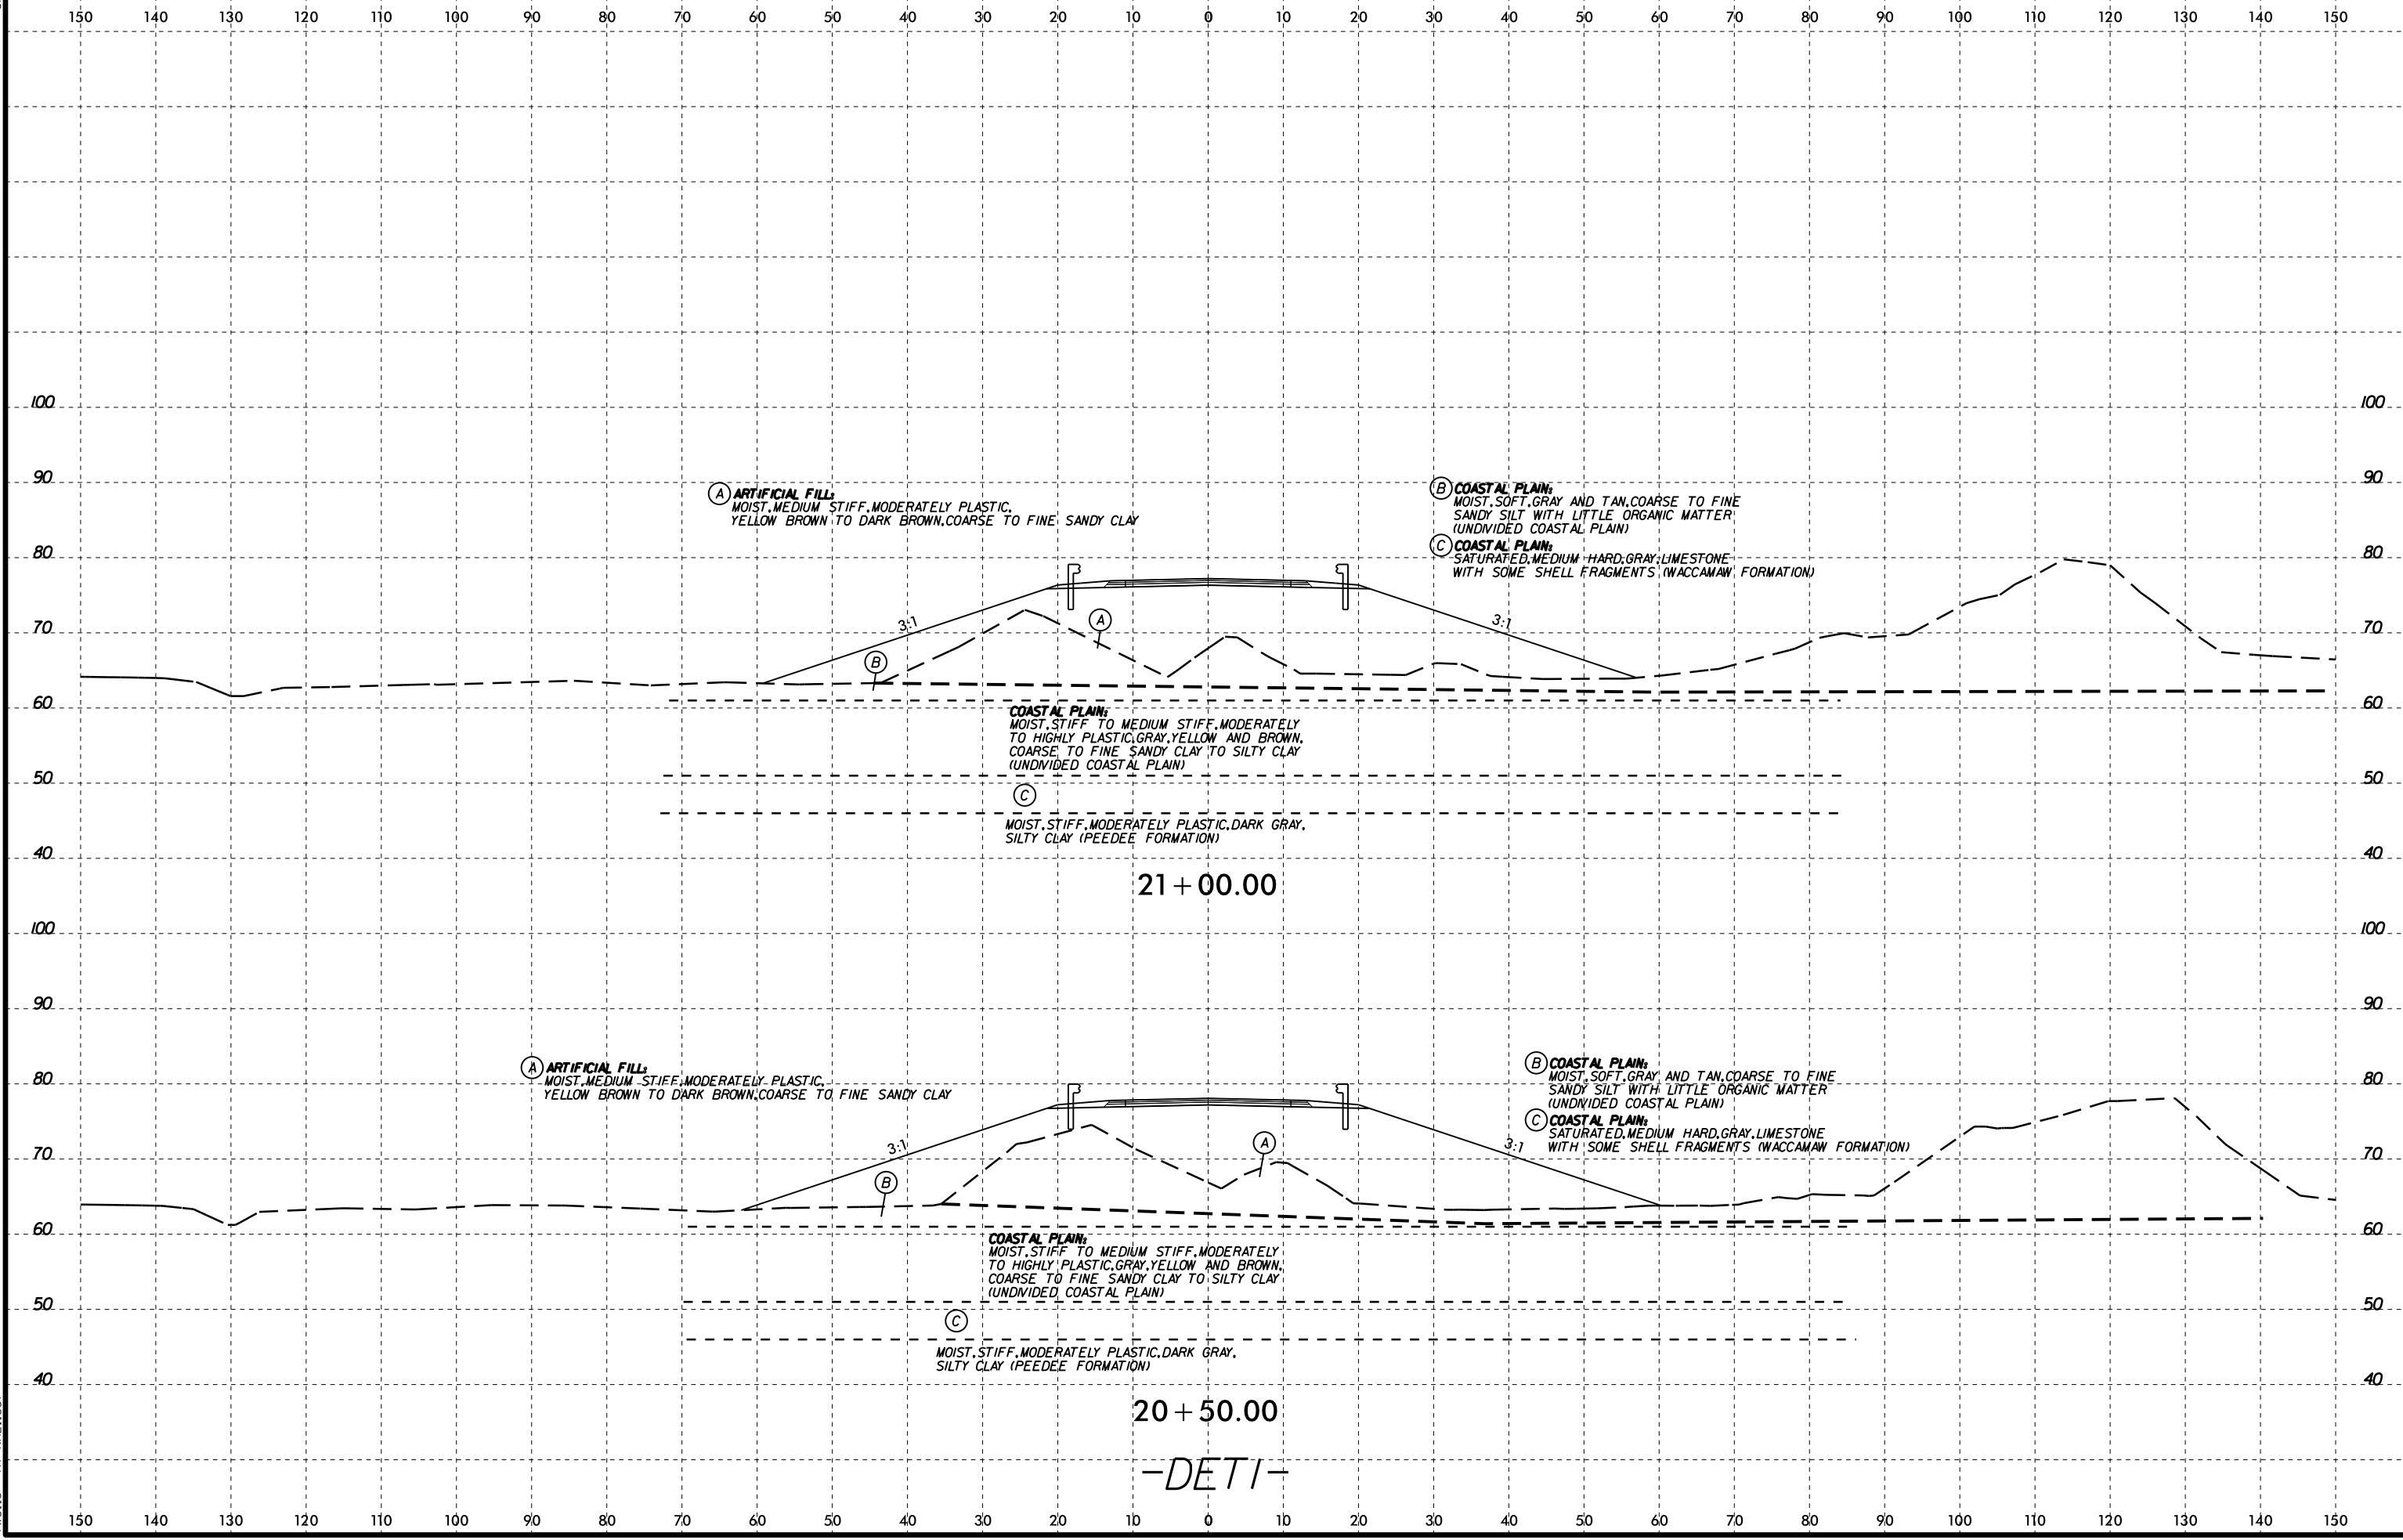 150 140 130 120 110 100 90 80 70 60 50 40 30 20 10 0 10 20 30 40 50 60 70 80 90 100 110 120 130 140 150
100 100
90 90
Ⓐ ARTIFICIAL FILL:
MOIST, MEDIUM STIFF, MODERATELY PLASTIC,
YELLOW BROWN TO DARK BROWN, COARSE TO FINE SANDY CLAY
Ⓑ COASTAL PLAIN:
MOIST, SOFT, GRAY AND TAN, COARSE TO FINE
SANDY SILT WITH LITTLE ORGANIC MATTER
(UNDIVIDED COASTAL PLAIN)
Ⓒ COASTAL PLAIN:
SATURATED, MEDIUM HARD, GRAY, LIMESTONE
WITH SOME SHELL FRAGMENTS (WACCAMAW FORMATION)
80 80
3:1 Ⓐ 3:1
70 70
Ⓑ
60 60
COASTAL PLAIN:
MOIST, STIFF TO MEDIUM STIFF, MODERATELY
TO HIGHLY PLASTIC, GRAY, YELLOW AND BROWN,
COARSE TO FINE SANDY CLAY TO SILTY CLAY
(UNDIVIDED COASTAL PLAIN)
50 50
Ⓒ
MOIST, STIFF, MODERATELY PLASTIC, DARK GRAY,
SILTY CLAY (PEEDEE FORMATION)
40 40
21+00.00
100 100
90 90
Ⓐ ARTIFICIAL FILL:
MOIST, MEDIUM STIFF, MODERATELY PLASTIC,
YELLOW BROWN TO DARK BROWN, COARSE TO FINE SANDY CLAY
Ⓑ COASTAL PLAIN:
MOIST, SOFT, GRAY AND TAN, COARSE TO FINE
SANDY SILT WITH LITTLE ORGANIC MATTER
(UNDIVIDED COASTAL PLAIN)
Ⓒ COASTAL PLAIN:
SATURATED, MEDIUM HARD, GRAY, LIMESTONE
WITH SOME SHELL FRAGMENTS (WACCAMAW FORMATION)
80 80
3:1 Ⓐ 3:1
70 70
Ⓑ
60 60
COASTAL PLAIN:
MOIST, STIFF TO MEDIUM STIFF, MODERATELY
TO HIGHLY PLASTIC, GRAY, YELLOW AND BROWN,
COARSE TO FINE SANDY CLAY TO SILTY CLAY
(UNDIVIDED COASTAL PLAIN)
50 50
Ⓒ
MOIST, STIFF, MODERATELY PLASTIC, DARK GRAY,
SILTY CLAY (PEEDEE FORMATION)
40 40
20+50.00
-DET1-
150 140 130 120 110 100 90 80 70 60 50 40 30 20 10 0 10 20 30 40 50 60 70 80 90 100 110 120 130 140 150